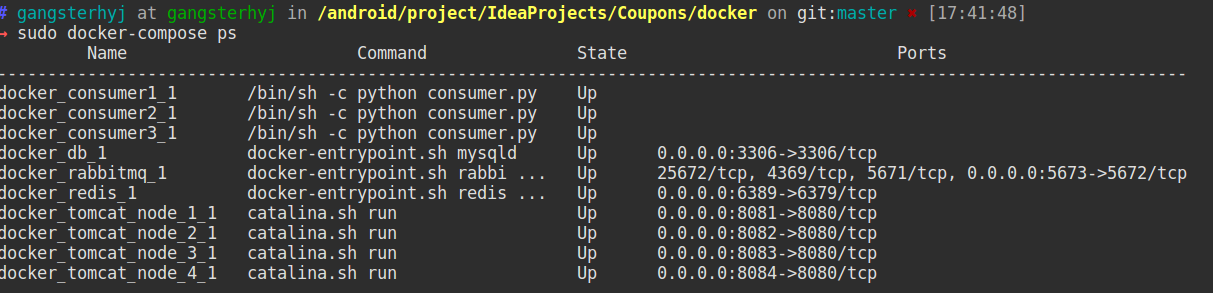 # gangsterhyj at gangsterhyj in /android/project/IdeaProjects/Coupons/docker on git:master ✖ [17:41:48]
→ sudo docker-compose ps
Name Command State Ports
-----------------------------------------------------------------------------------------------------------------------
docker_consumer1_1 /bin/sh -c python consumer.py Up
docker_consumer2_1 /bin/sh -c python consumer.py Up
docker_consumer3_1 /bin/sh -c python consumer.py Up
docker_db_1 docker-entrypoint.sh mysqld Up 0.0.0.0:3306->3306/tcp
docker_rabbitmq_1 docker-entrypoint.sh rabbi ... Up 25672/tcp, 4369/tcp, 5671/tcp, 0.0.0.0:5673->5672/tcp
docker_redis_1 docker-entrypoint.sh redis ... Up 0.0.0.0:6389->6379/tcp
docker_tomcat_node_1_1 catalina.sh run Up 0.0.0.0:8081->8080/tcp
docker_tomcat_node_2_1 catalina.sh run Up 0.0.0.0:8082->8080/tcp
docker_tomcat_node_3_1 catalina.sh run Up 0.0.0.0:8083->8080/tcp
docker_tomcat_node_4_1 catalina.sh run Up 0.0.0.0:8084->8080/tcp